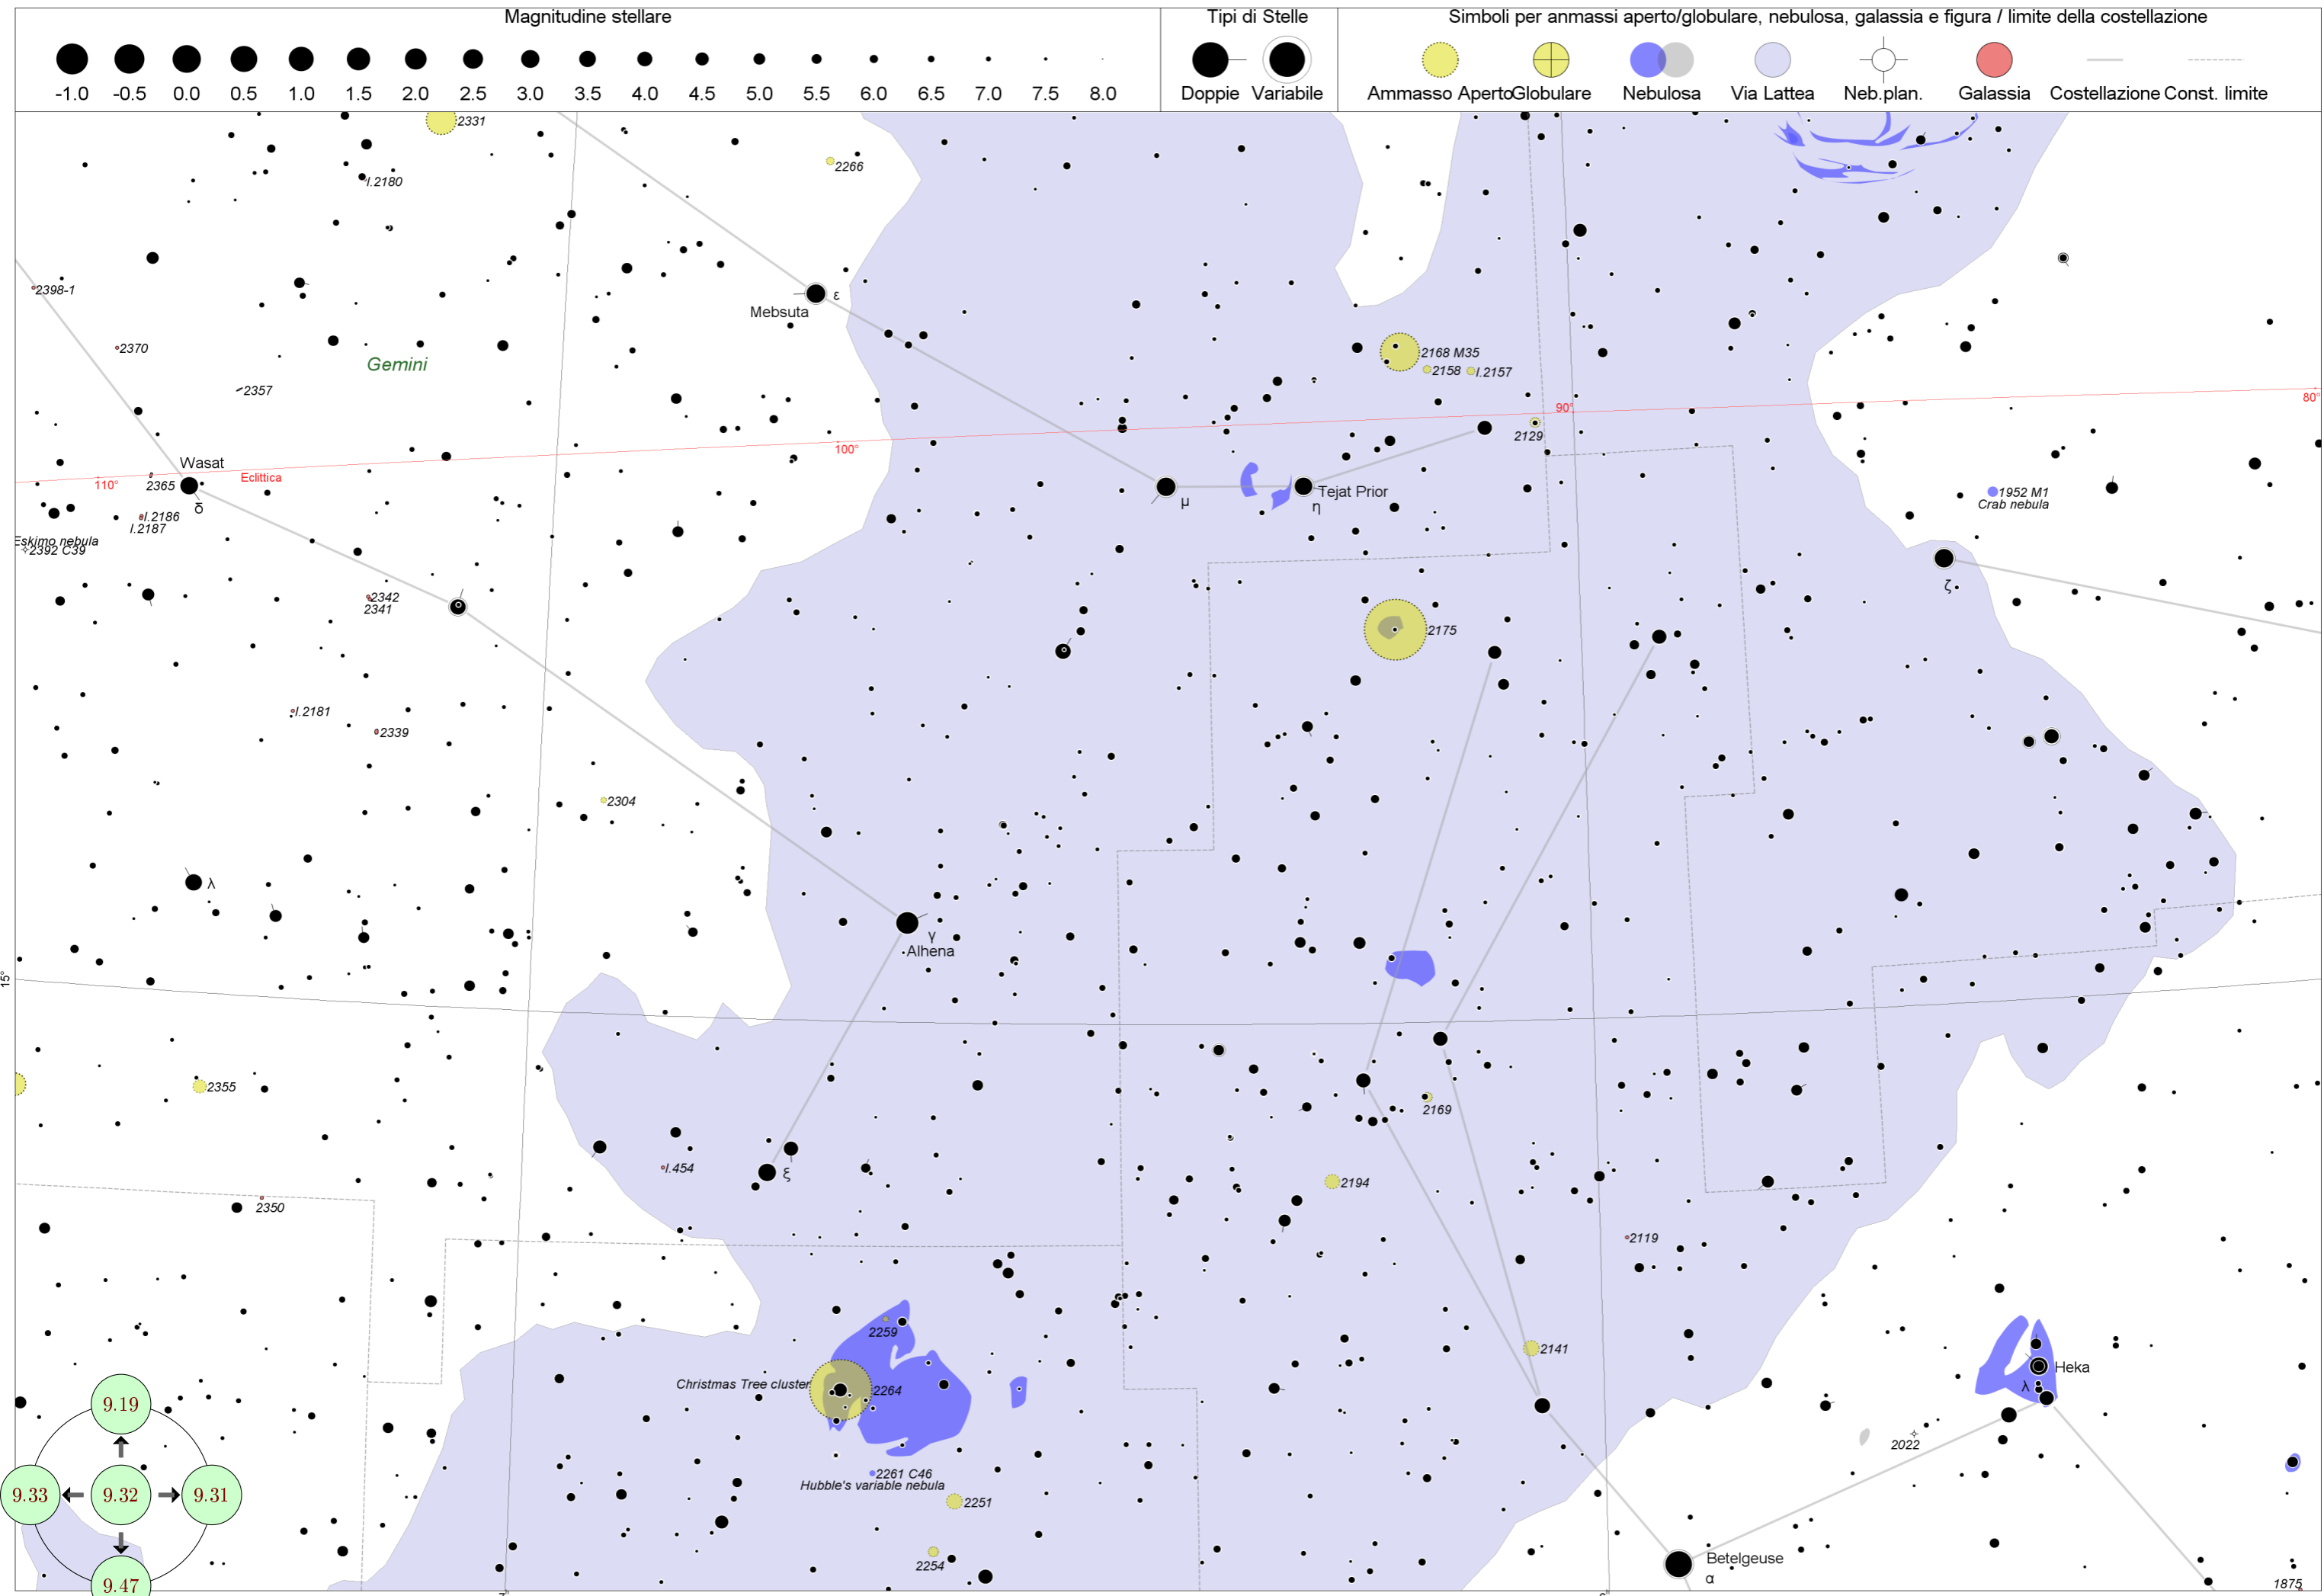 Magnitudine stellare
Tipi di Stelle
Simboli per anmassi aperto/globulare, nebulosa, galassia e figura / limite della costellazione
-1.0 -0.5 0.0 0.5 1.0 1.5 2.0 2.5 3.0 3.5 4.0 4.5 5.0 5.5 6.0 6.5 7.0 7.5 8.0
Doppie Variabile
Ammasso Aperto Globulare Nebulosa Via Lattea Neb.plan. Galassia Costellazione Const. limite
2331
2266
I.2180
2398-1
ε
Mebsuta
2370
Gemini
2168 M35
2158
I.2157
2357
80°
90°
2129
100°
Wasat
Eclittica
110°
2365
δ
I.2186
I.2187
Eskimo nebula
2392 C39
μ
Tejat Prior
η
1952 M1
Crab nebula
ζ
2342
2341
2175
I.2181
2339
2304
λ
γ
Alhena
15°
2355
2169
I.454
ξ
2194
2350
2119
2259
2141
Christmas Tree cluster
2264
Heka
λ
2022
2261 C46
Hubble's variable nebula
2251
2254
Betelgeuse
α
1875
9.19
9.33
9.32
9.31
9.47